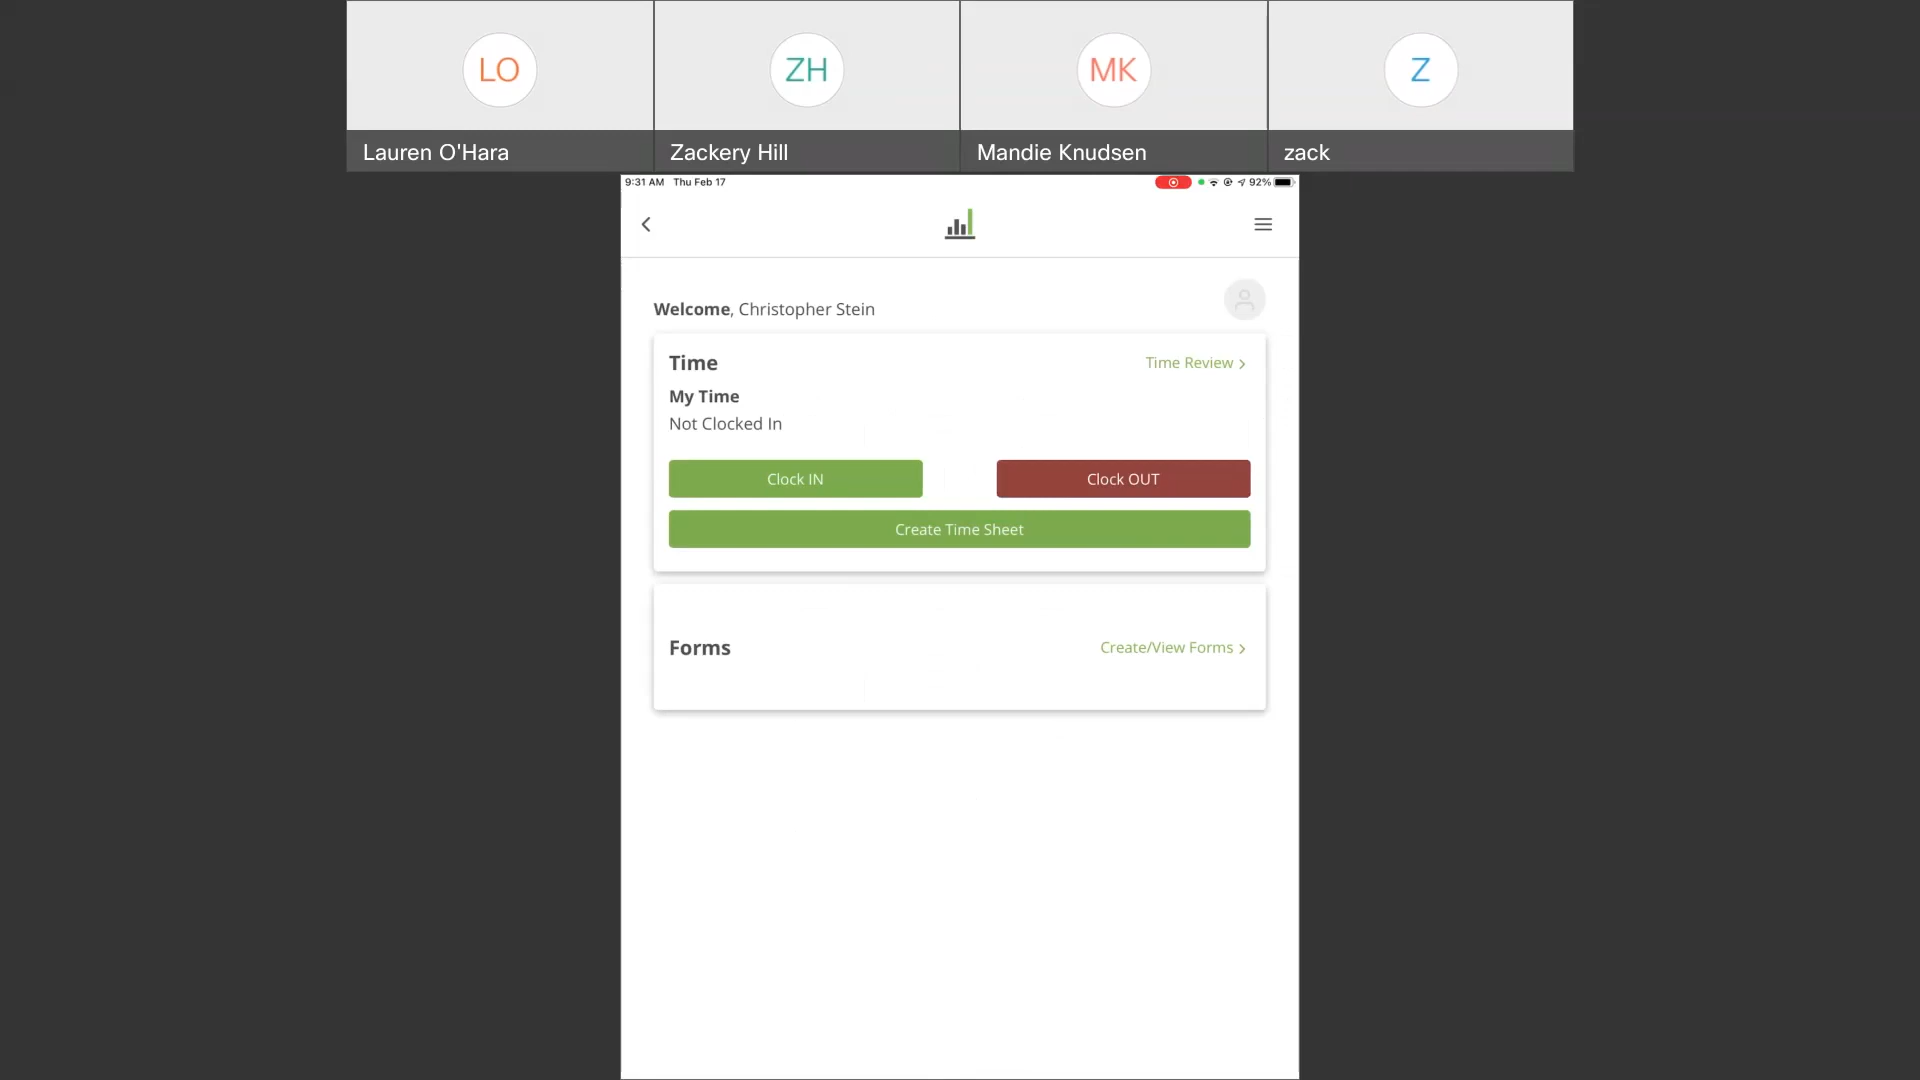 LO
ZH
MK
Z
Lauren O'Hara
Zackery Hill
Mandie Knudsen
zack
9:31 AM Thu Feb 17
92%
Welcome, Christopher Stein
Time
Time Review
My Time
Not Clocked In
Clock IN
Clock OUT
Create Time Sheet
Forms
Create/View Forms